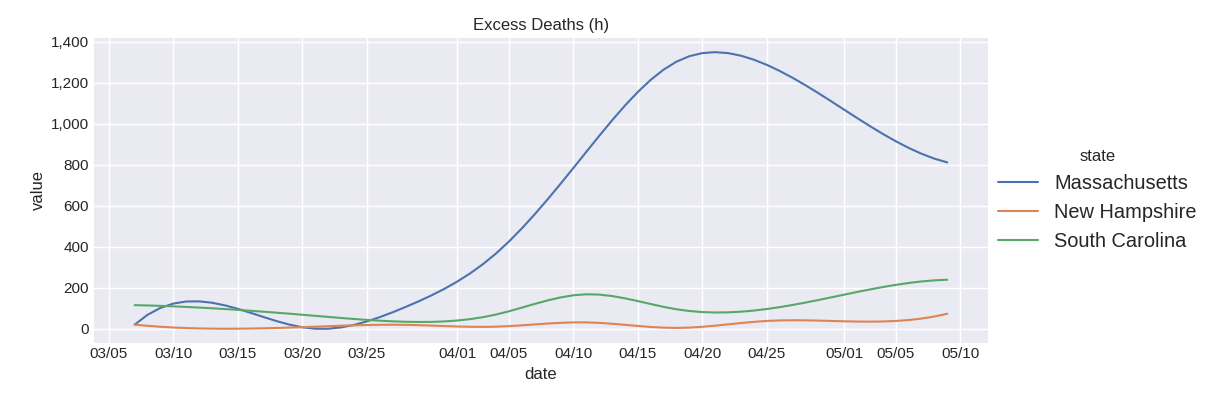 Excess Deaths (h)
1,400
1,200
1,000
800
600
400
200
0
value
03/05 03/10 03/15 03/20 03/25 04/01 04/05 04/10 04/15 04/20 04/25 05/01 05/05 05/10
date
state
Massachusetts
New Hampshire
South Carolina